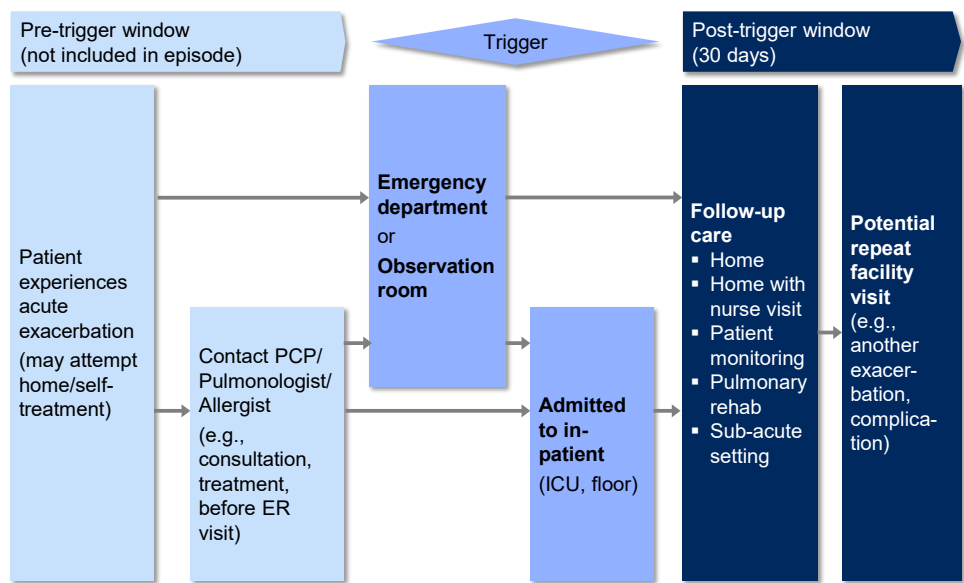 Pre-trigger window
(not included in episode)
Trigger
Post-trigger window
(30 days)
Patient
experiences
acute
exacerbation
(may attempt
home/self-
treatment)
Contact PCP/
Pulmonologist/
Allergist
(e.g.,
consultation,
treatment,
before ER
visit)
Emergency
department
or
Observation
room
Admitted
to in-
patient
(ICU, floor)
Follow-up
care
▪ Home
▪ Home with
nurse visit
▪ Patient
monitoring
▪ Pulmonary
rehab
▪ Sub-acute
setting
Potential
repeat
facility
visit
(e.g.,
another
exacer-
bation,
complica-
tion)